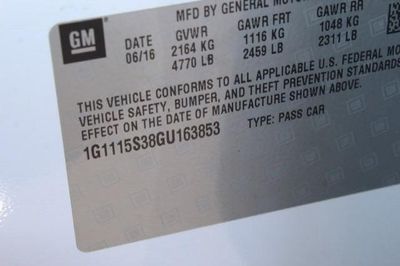 GM
MFD BY GENERAL MOTOR
DATE GVWR GAWR FRT GAWR RR
06/16 2164 KG 1116 KG 1048 KG
4770 LB 2459 LB 2311 LB
THIS VEHICLE CONFORMS TO ALL APPLICABLE U.S. FEDERAL MO
VEHICLE SAFETY, BUMPER, AND THEFT PREVENTION STANDARDS
EFFECT ON THE DATE OF MANUFACTURE SHOWN ABOVE.
1G1115S38GU163853 TYPE: PASS CAR